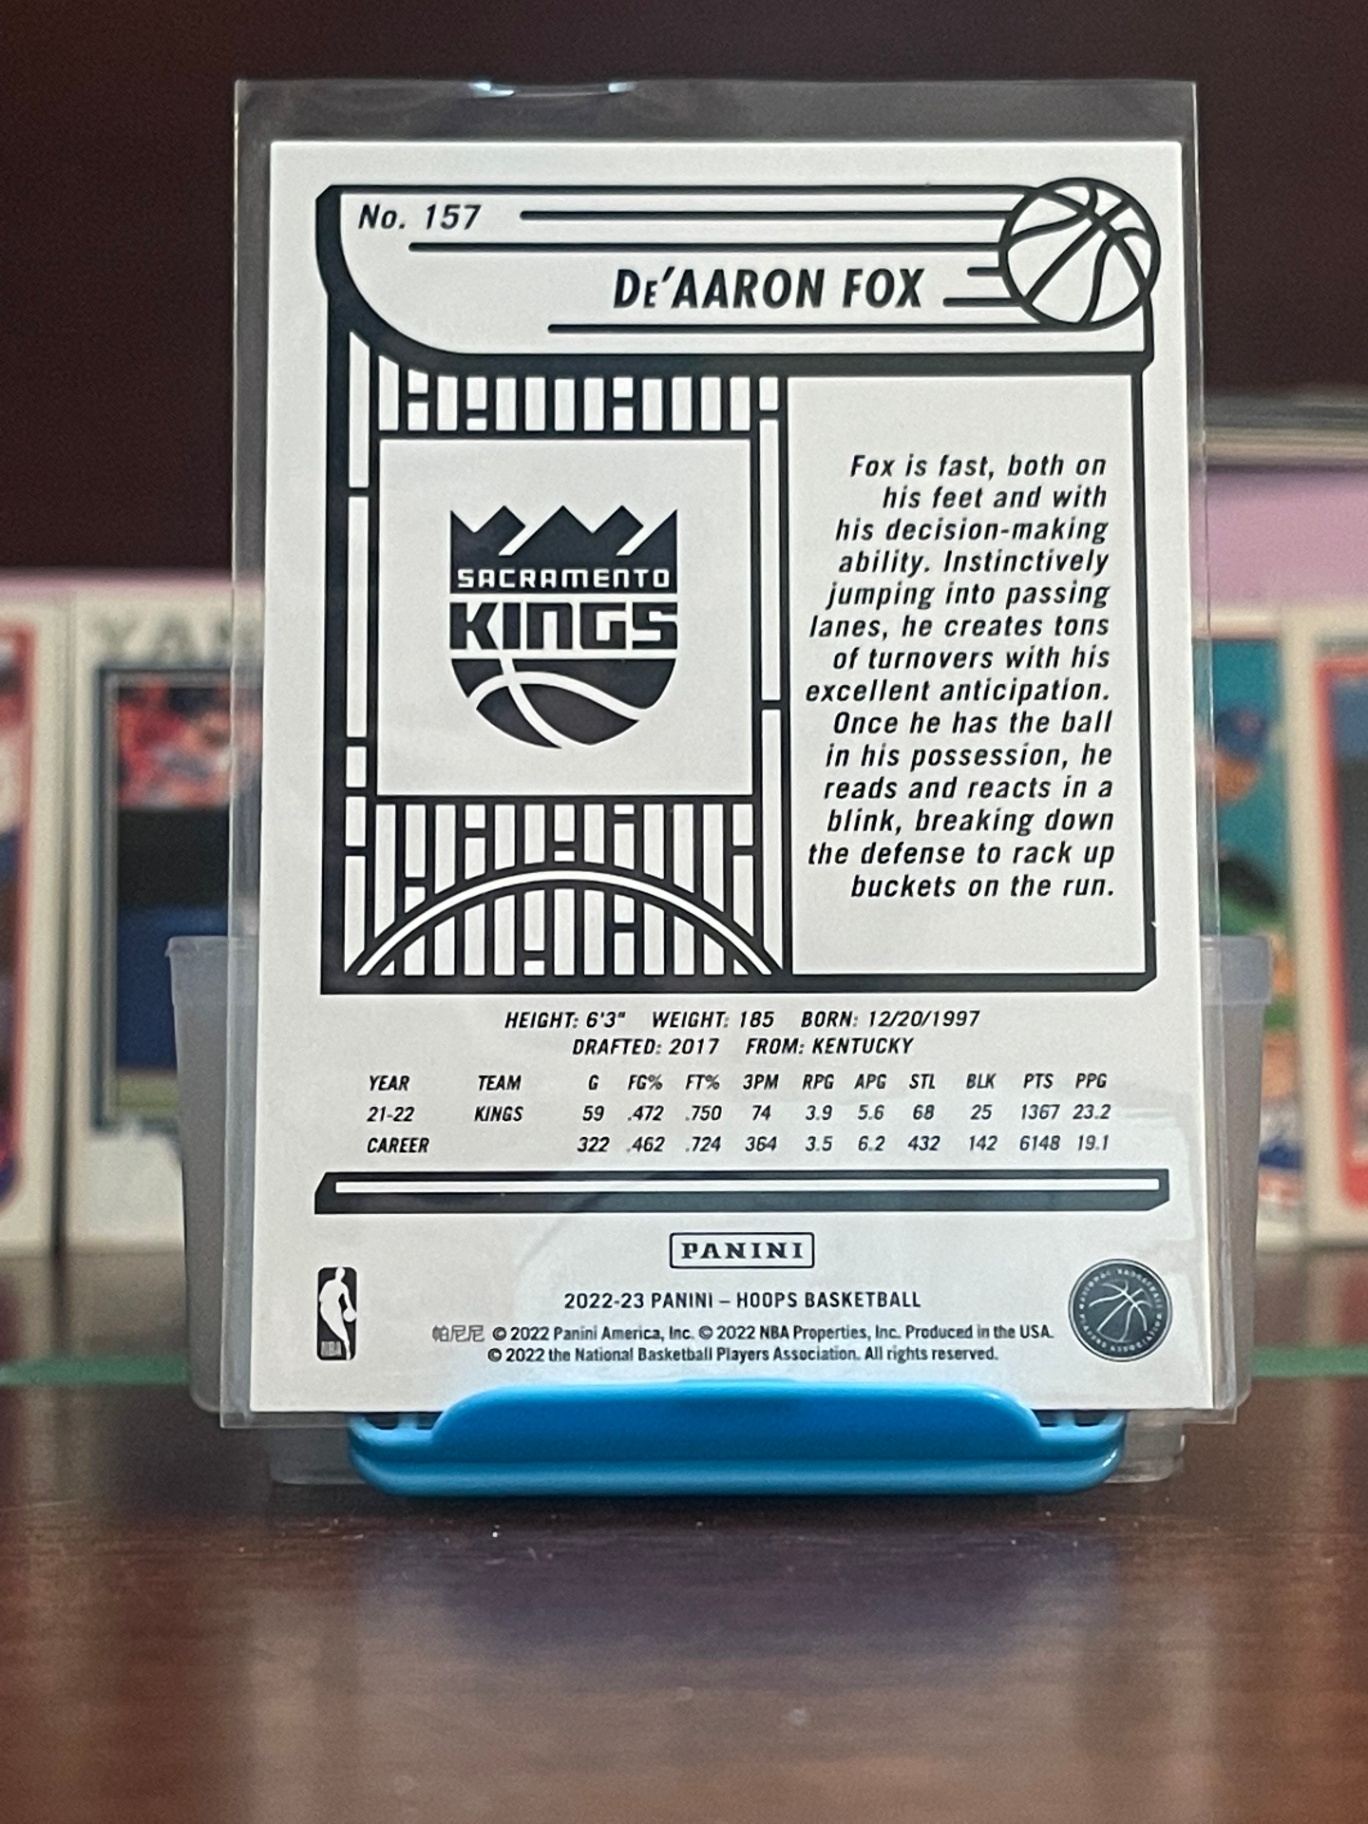 No. 157
De'AARON FOX
SACRAMENTO
KINGS
Fox is fast, both on
his feet and with
his decision-making
ability. Instinctively
jumping into passing
lanes, he creates tons
of turnovers with his
excellent anticipation.
Once he has the ball
in his possession, he
reads and reacts in a
blink, breaking down
the defense to rack up
buckets on the run.
HEIGHT: 6'3" WEIGHT: 185 BORN: 12/20/1997
DRAFTED: 2017 FROM: KENTUCKY
YEAR TEAM G FG% FT% 3PM RPG APG STL BLK PTS PPG
21-22 KINGS 59 .472 .750 74 3.9 5.6 68 25 1367 23.2
CAREER 322 .462 .724 364 3.5 6.2 432 142 6148 19.1
PANINI
2022-23 PANINI – HOOPS BASKETBALL
帕尼尼 © 2022 Panini America, Inc. © 2022 NBA Properties, Inc. Produced in the USA.
© 2022 the National Basketball Players Association. All rights reserved.
NBA
NATIONAL BASKETBALL PLAYERS ASSOCIATION
YAN